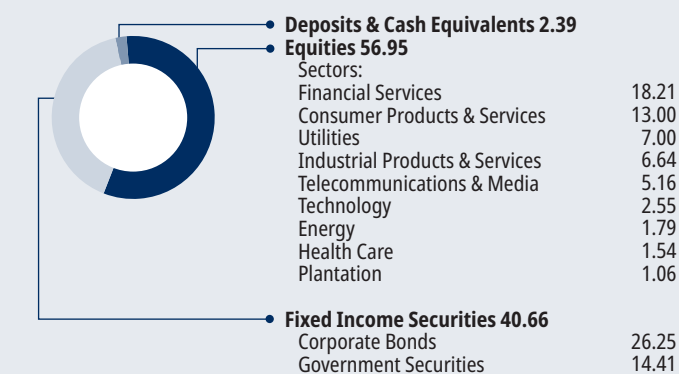 Deposits & Cash Equivalents 2.39
Equities 56.95
Sectors:
Financial Services 18.21
Consumer Products & Services 13.00
Utilities 7.00
Industrial Products & Services 6.64
Telecommunications & Media 5.16
Technology 2.55
Energy 1.79
Health Care 1.54
Plantation 1.06
Fixed Income Securities 40.66
Corporate Bonds 26.25
Government Securities 14.41